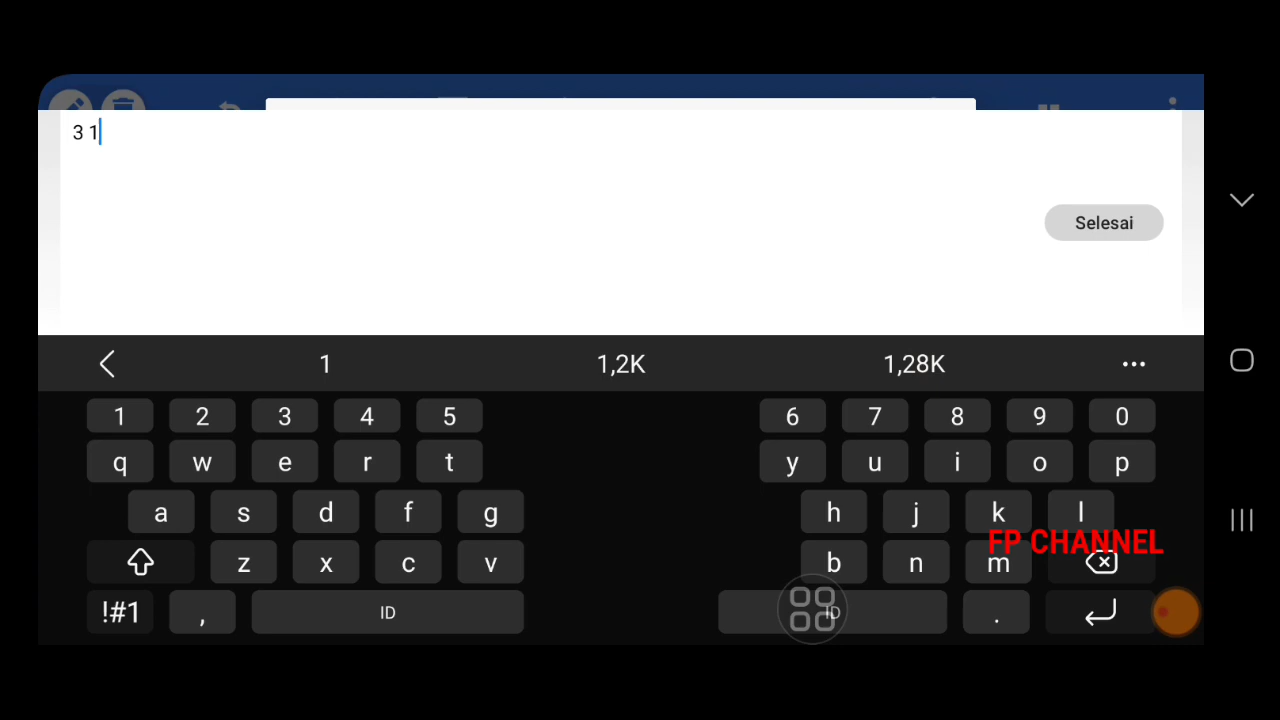 3 1
Selesai
1 1,2K 1,28K ...
1 2 3 4 5 6 7 8 9 0
q w e r t y u i o p
a s d f g h j k l
FP CHANNEL
z x c v b n m
!#1 , ID ID .